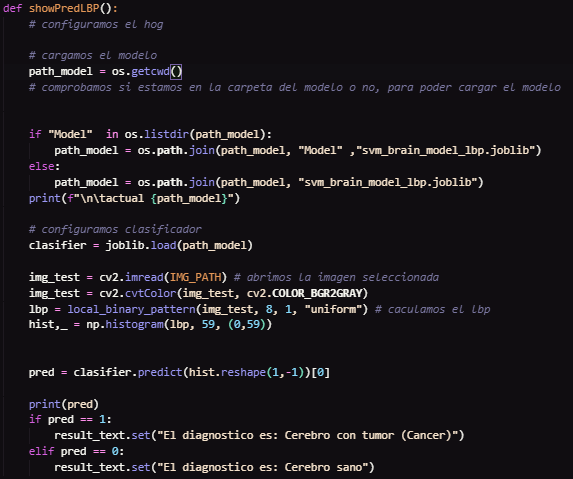 def showPredLBP():
    # configuramos el hog
    # cargamos el modelo
    path_model = os.getcwd()
    # comprobamos si estamos en la carpeta del modelo o no, para poder cargar el modelo
    if "Model"  in os.listdir(path_model):
        path_model = os.path.join(path_model, "Model" ,"svm_brain_model_lbp.joblib")
    else:
        path_model = os.path.join(path_model, "svm_brain_model_lbp.joblib")
    print(f"\n\tactual {path_model}")
    # configuramos clasificador
    clasifier = joblib.load(path_model)
    img_test = cv2.imread(IMG_PATH) # abrimos la imagen seleccionada
    img_test = cv2.cvtColor(img_test, cv2.COLOR_BGR2GRAY)
    lbp = local_binary_pattern(img_test, 8, 1, "uniform") # caculamos el lbp
    hist,_ = np.histogram(lbp, 59, (0,59))
    pred = clasifier.predict(hist.reshape(1,-1))[0]
    print(pred)
    if pred == 1:
        result_text.set("El diagnostico es: Cerebro con tumor (Cancer)")
    elif pred == 0:
        result_text.set("El diagnostico es: Cerebro sano")